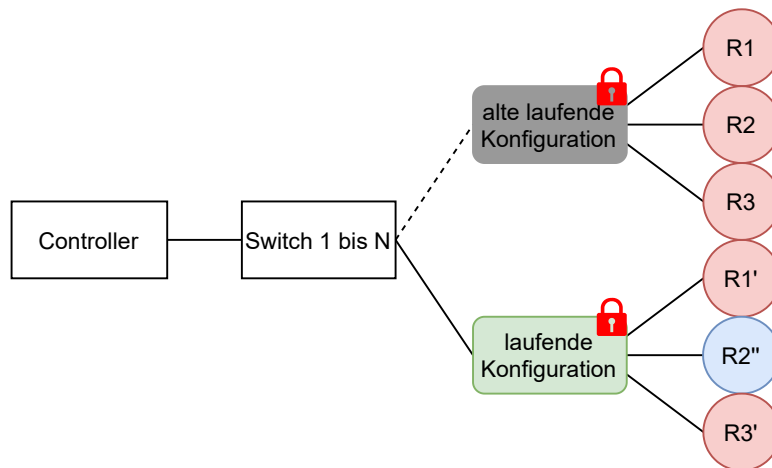 R1
alte laufende
Konfiguration
R2
R3
Controller
Switch 1 bis N
R1'
laufende
Konfiguration
R2''
R3'